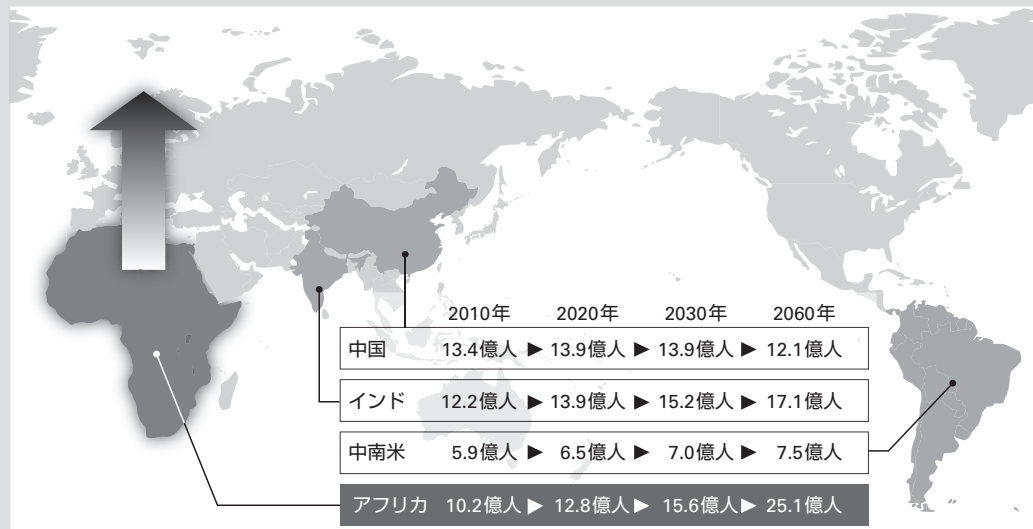 2010年 2020年 2030年 2060年
中国 13.4億人 ▶ 13.9億人 ▶ 13.9億人 ▶ 12.1億人
インド 12.2億人 ▶ 13.9億人 ▶ 15.2億人 ▶ 17.1億人
中南米 5.9億人 ▶ 6.5億人 ▶ 7.0億人 ▶ 7.5億人
アフリカ 10.2億人 ▶ 12.8億人 ▶ 15.6億人 ▶ 25.1億人